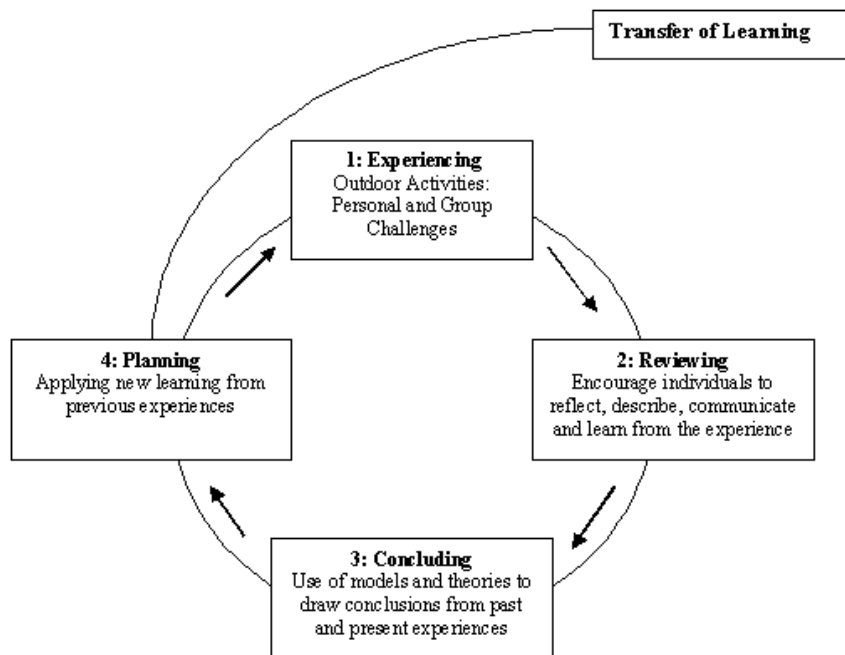 Transfer of Learning
1: Experiencing
Outdoor Activities:
Personal and Group
Challenges
4: Planning
Applying new learning from
previous experiences
2: Reviewing
Encourage individuals to
reflect, describe, communicate
and learn from the experience
3: Concluding
Use of models and theories to
draw conclusions from past
and present experiences